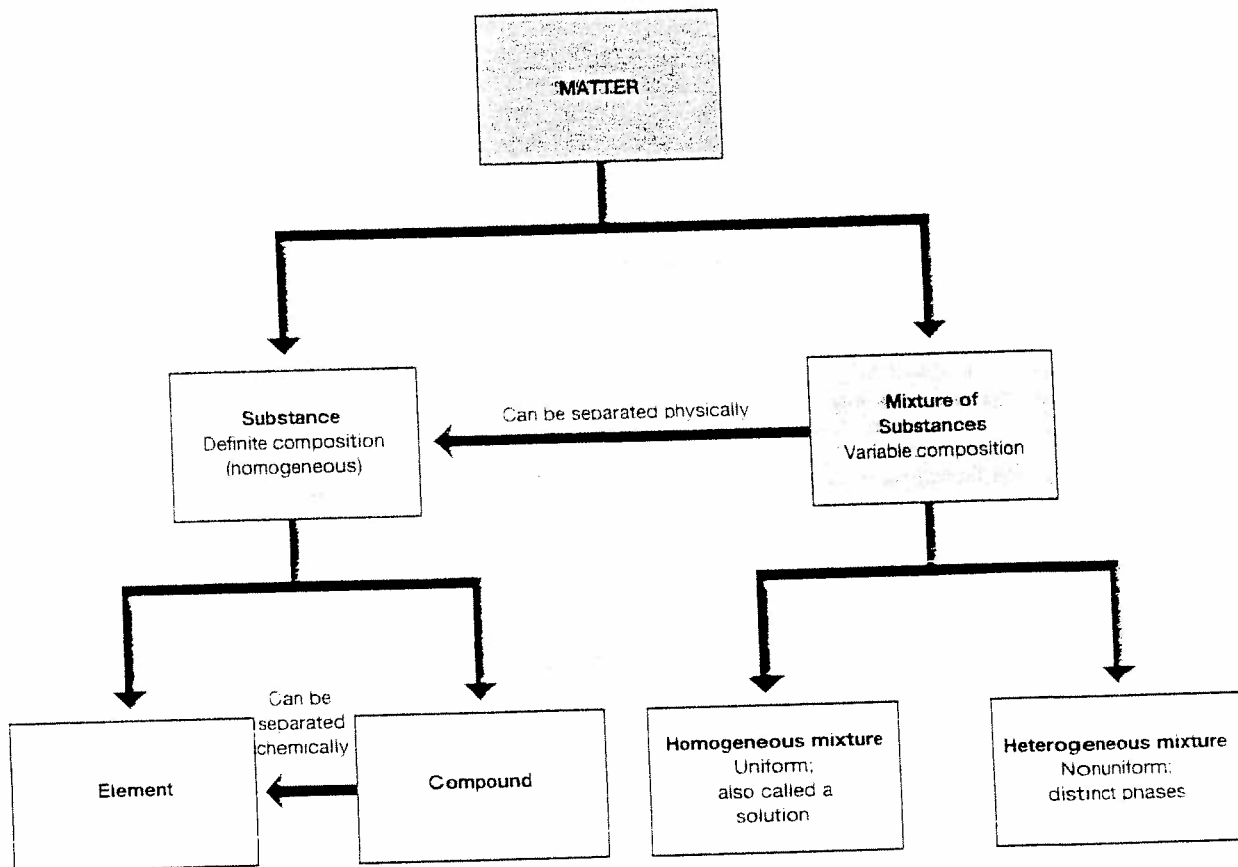 MATTER
Substance
Definite composition
(homogeneous)
Can be separated physically
Mixture of
Substances
Variable composition
Element
Can be
separated
chemically
Compound
Homogeneous mixture
Uniform;
also called a
solution
Heterogeneous mixture
Nonuniform;
distinct phases